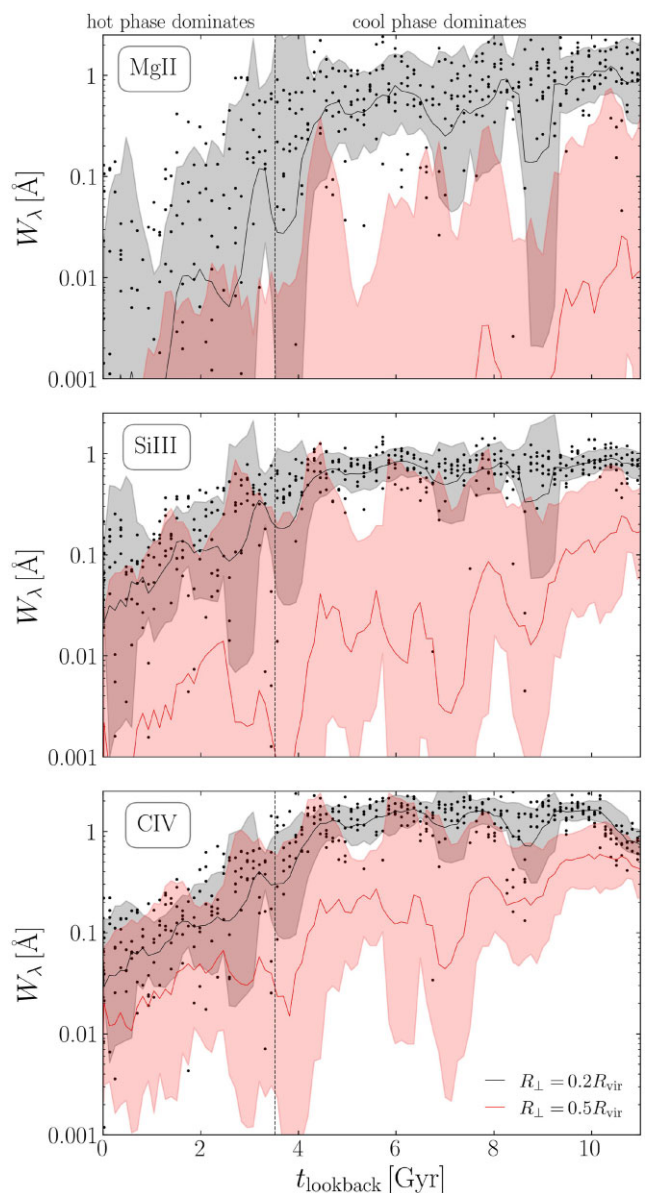 hot phase dominates cool phase dominates
MgII
1
0.1
0.01
0.001
W_λ [Å]
SiIII
1
0.1
0.01
0.001
W_λ [Å]
CIV
1
0.1
0.01
0.001
W_λ [Å]
R_⊥ = 0.2R_vir
R_⊥ = 0.5R_vir
0 2 4 6 8 10
t_lookback [Gyr]